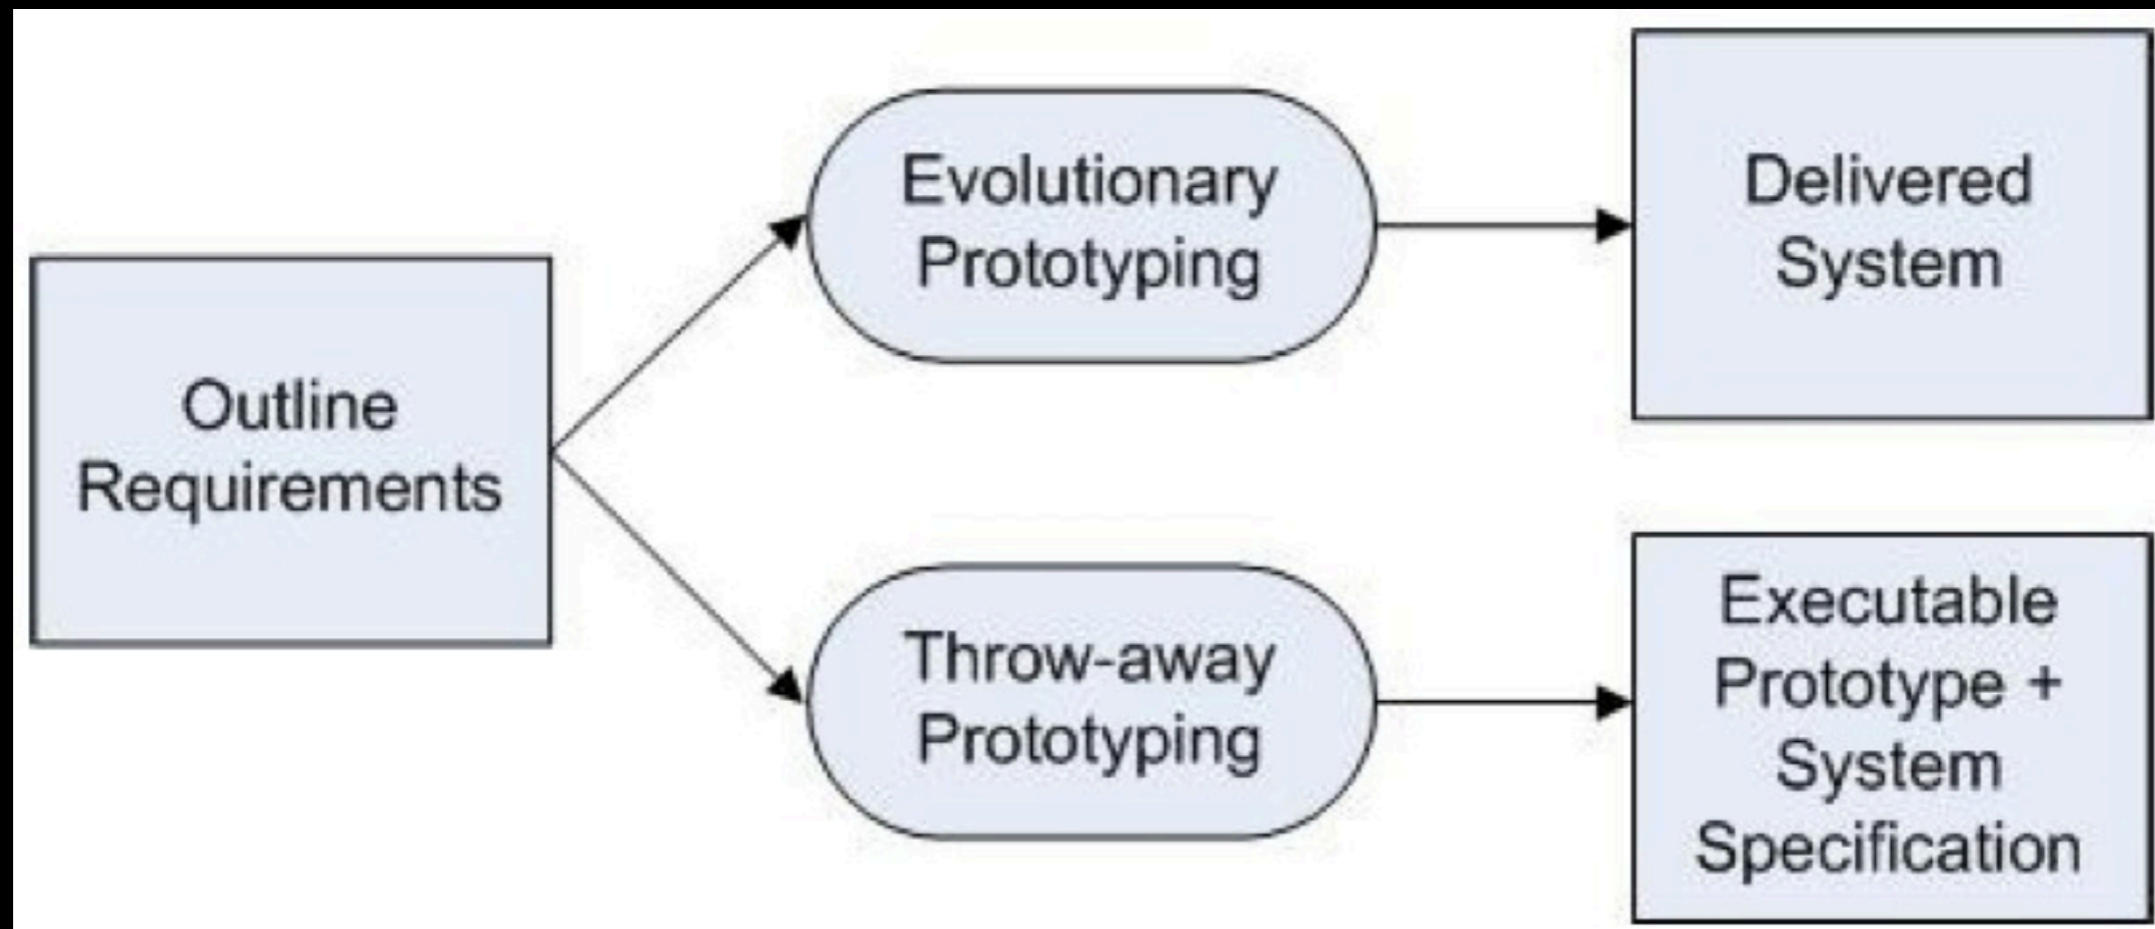 Outline
Requirements
Evolutionary
Prototyping
Delivered
System
Throw-away
Prototyping
Executable
Prototype +
System
Specification